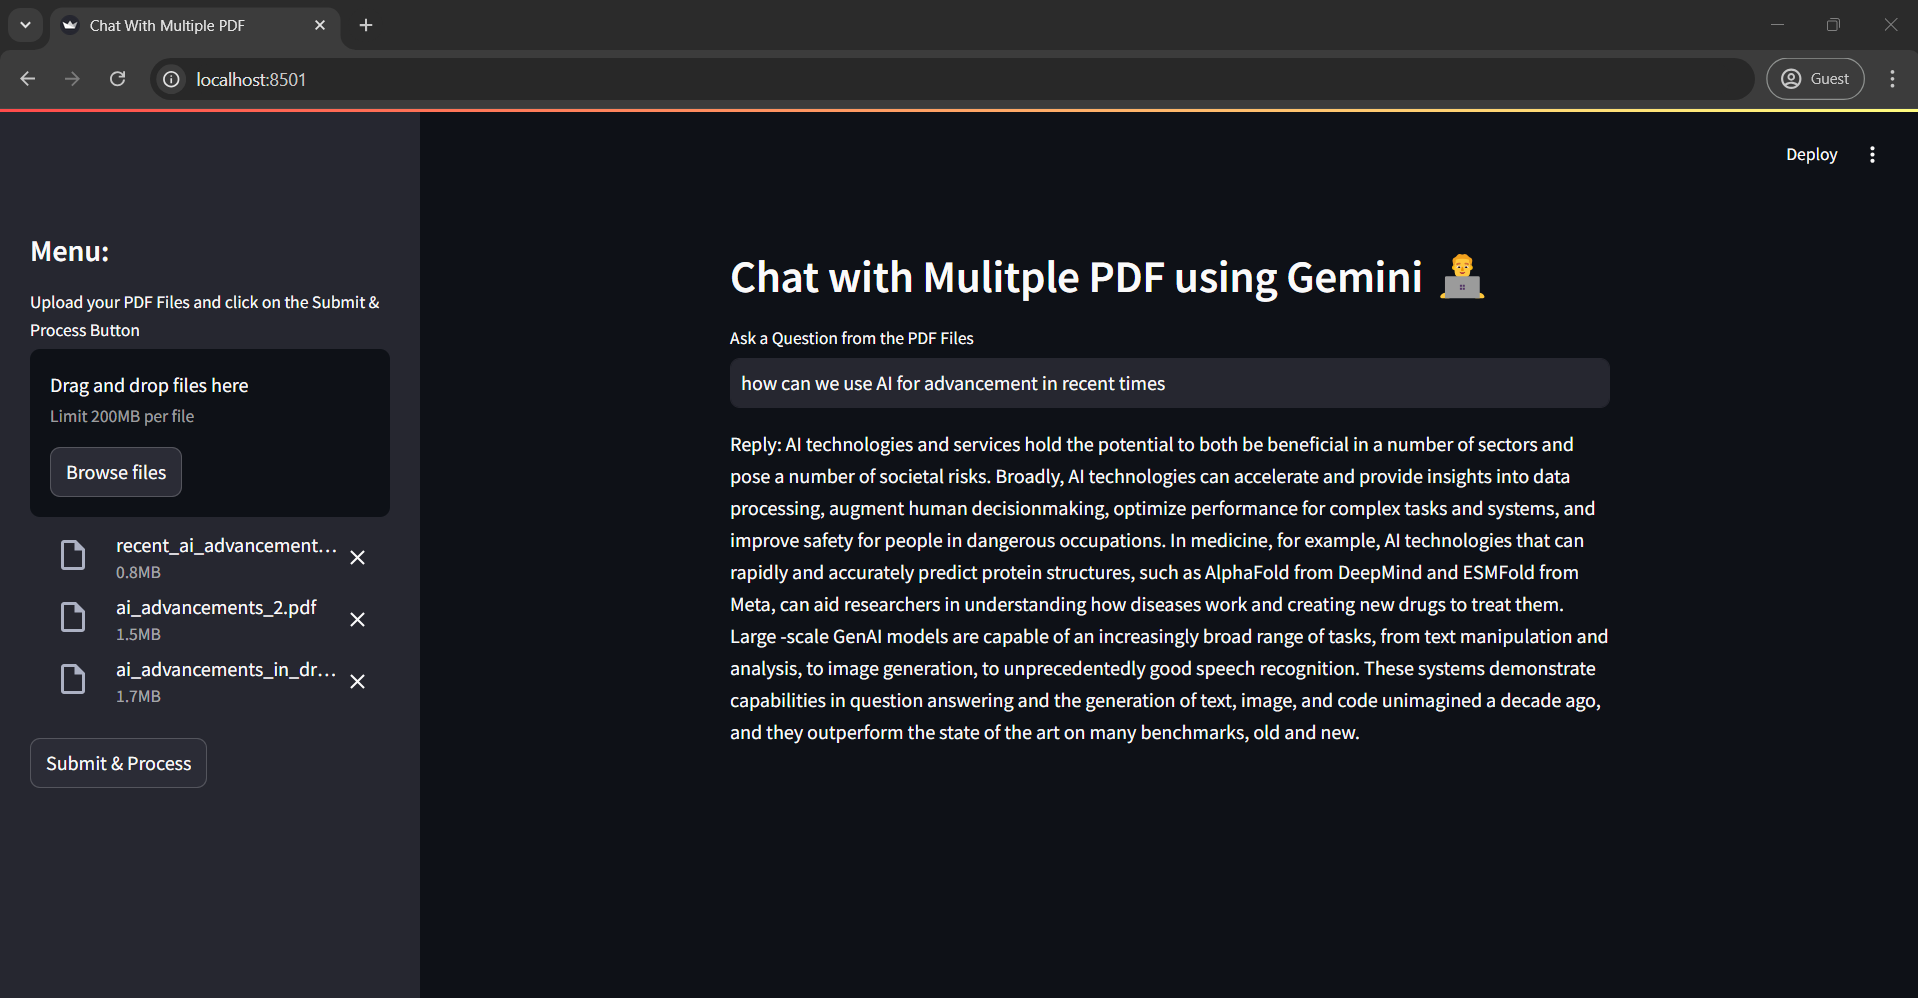 Chat With Multiple PDF
localhost:8501
Guest
Deploy
Menu:
Upload your PDF Files and click on the Submit &
Process Button
Drag and drop files here
Limit 200MB per file
Browse files
recent_ai_advancement...
0.8MB
ai_advancements_2.pdf
1.5MB
ai_advancements_in_dr...
1.7MB
Submit & Process
Chat with Mulitple PDF using Gemini
Ask a Question from the PDF Files
how can we use AI for advancement in recent times
Reply: AI technologies and services hold the potential to both be beneficial in a number of sectors and
pose a number of societal risks. Broadly, AI technologies can accelerate and provide insights into data
processing, augment human decisionmaking, optimize performance for complex tasks and systems, and
improve safety for people in dangerous occupations. In medicine, for example, AI technologies that can
rapidly and accurately predict protein structures, such as AlphaFold from DeepMind and ESMFold from
Meta, can aid researchers in understanding how diseases work and creating new drugs to treat them.
Large -scale GenAI models are capable of an increasingly broad range of tasks, from text manipulation and
analysis, to image generation, to unprecedentedly good speech recognition. These systems demonstrate
capabilities in question answering and the generation of text, image, and code unimagined a decade ago,
and they outperform the state of the art on many benchmarks, old and new.